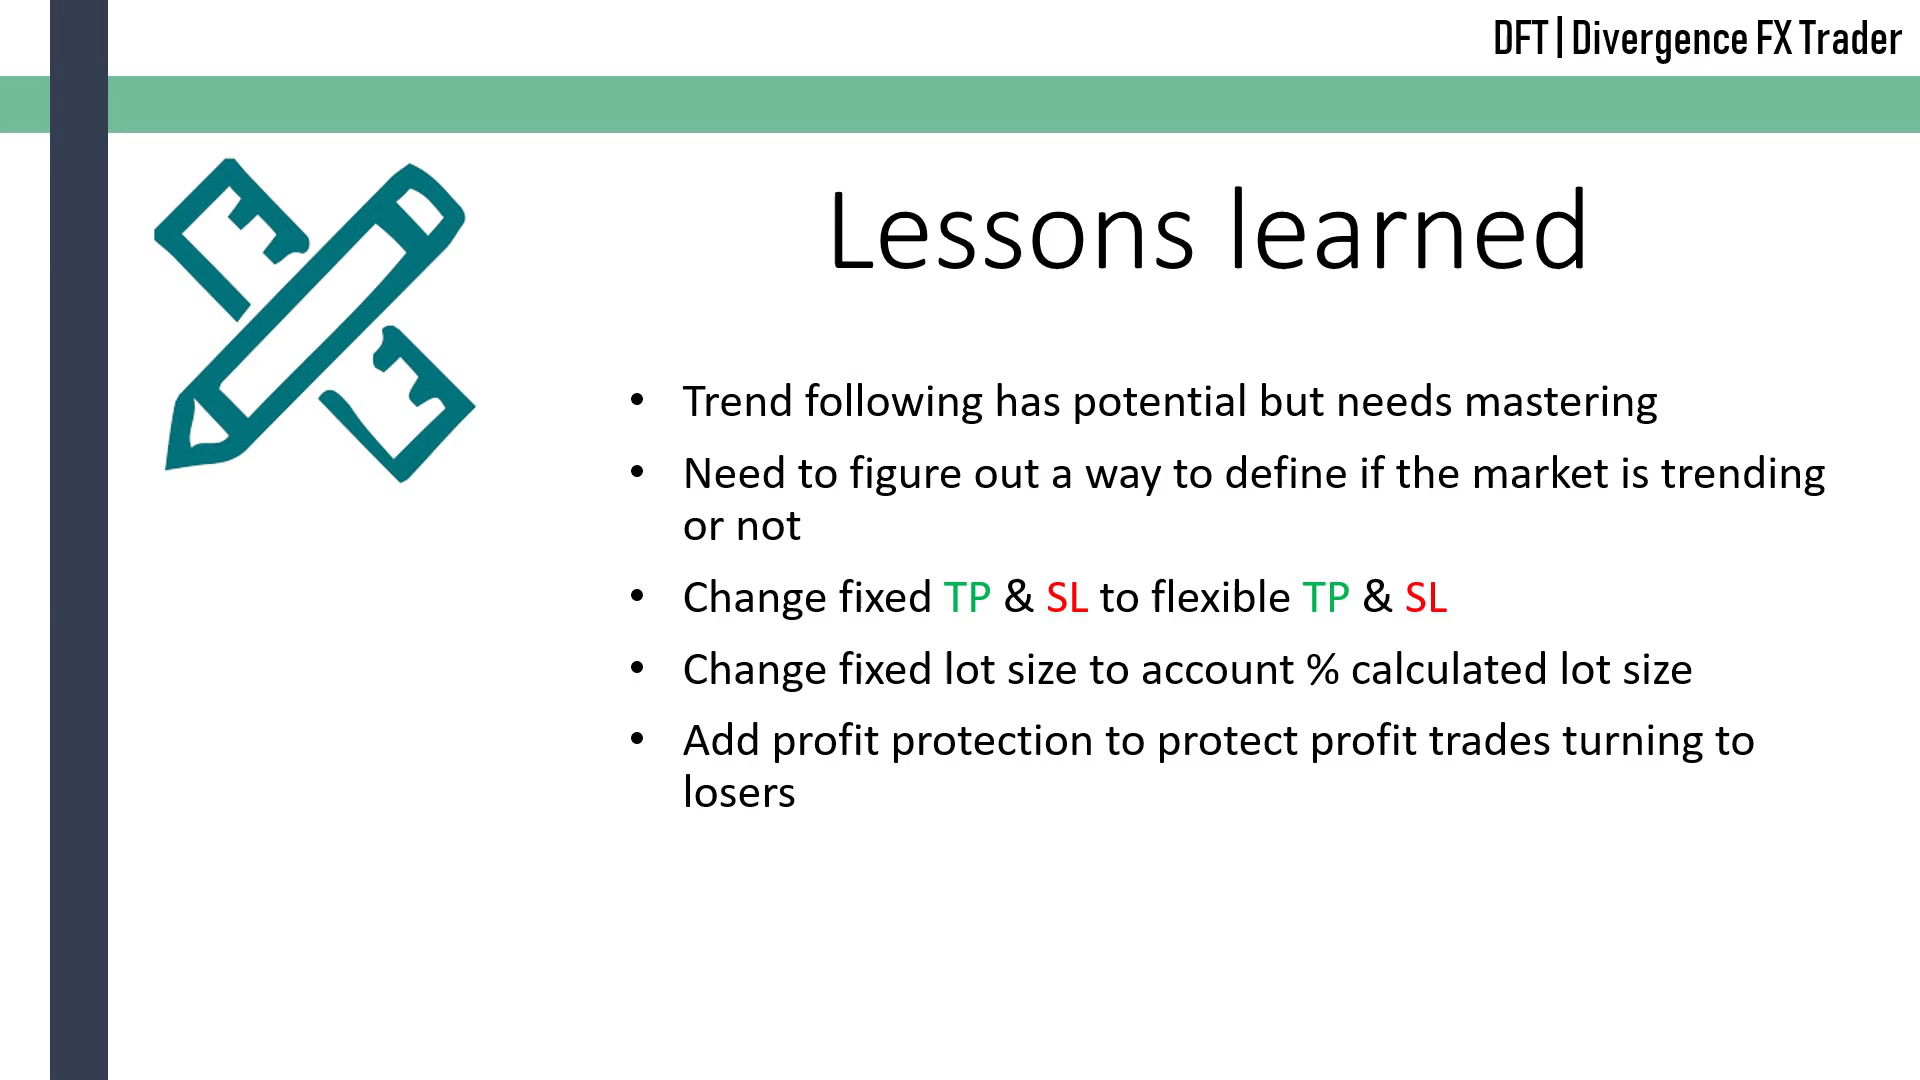 DFT | Divergence FX Trader
Lessons learned
• Trend following has potential but needs mastering
• Need to figure out a way to define if the market is trending
or not
• Change fixed TP & SL to flexible TP & SL
• Change fixed lot size to account % calculated lot size
• Add profit protection to protect profit trades turning to
losers